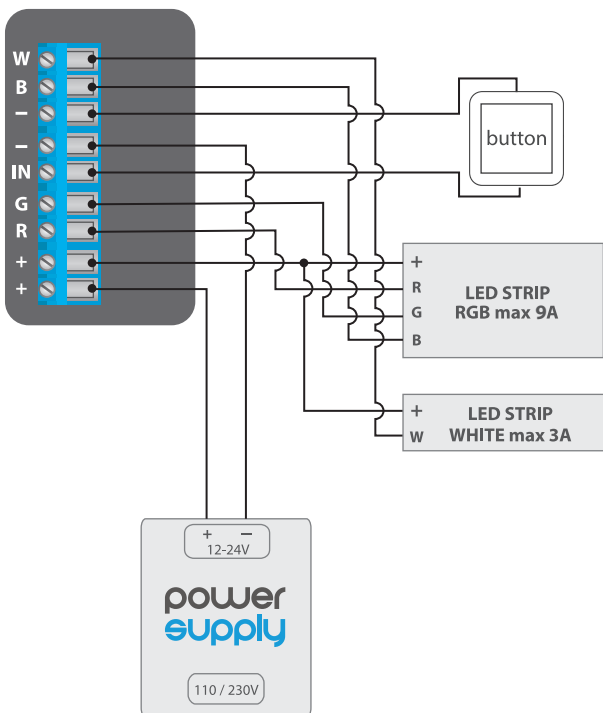 W
B
–
–
IN
G
R
+
+
button
+
R
G
B
LED STRIP
RGB max 9A
+
W
LED STRIP
WHITE max 3A
+ –
12-24V
power
supply
110 / 230V